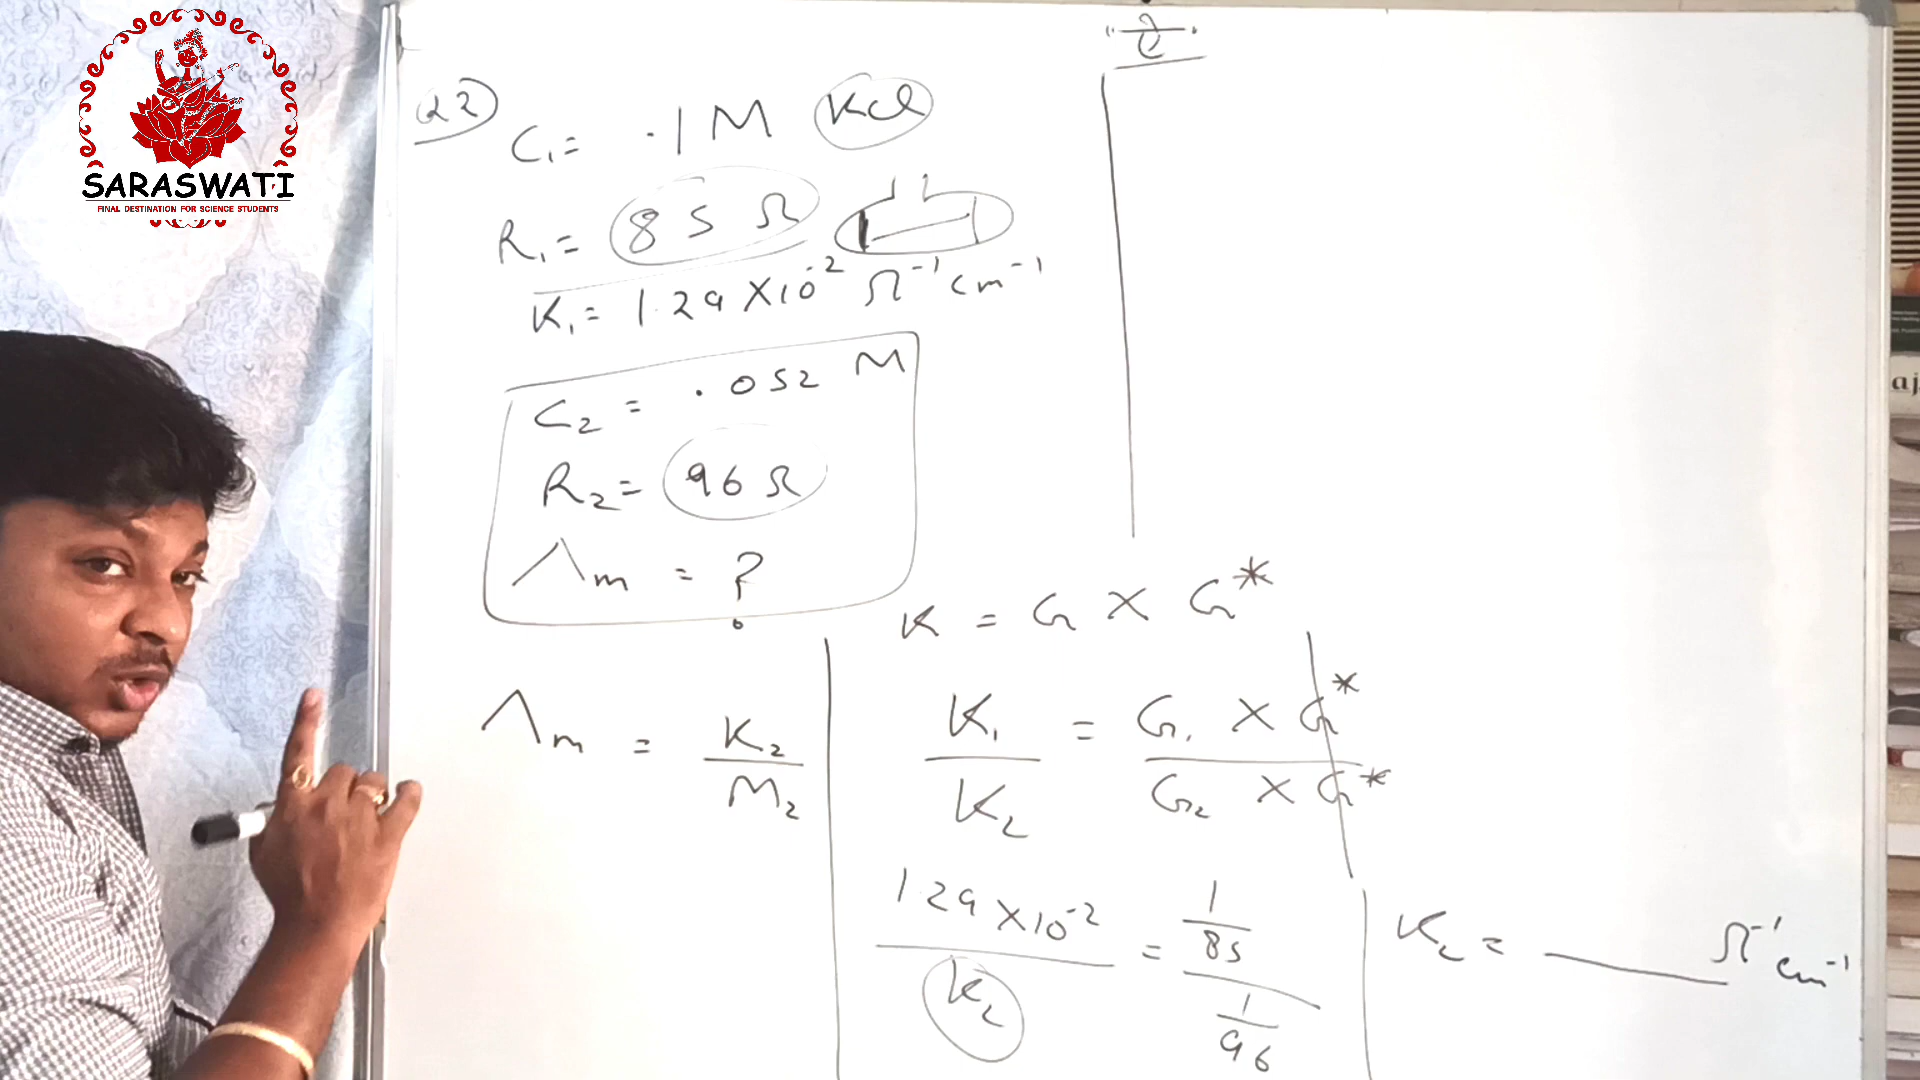 SARASWATI
FINAL DESTINATION FOR SCIENCE STUDENTS
Q2)
C₁ = .1 M KCl
R₁ = 85 Ω
K₁ = 1.29 × 10⁻² Ω⁻¹ cm⁻¹
C₂ = .052 M
R₂ = 96 Ω
Λm = ?
K = G × G*
Λm = K₂ / M₂
K₁ / K₂ = G₁ × G* / G₂ × G*
1.29 × 10⁻² / K₂ = 1/85 / 1/96
K₂ = ____ Ω⁻¹ cm⁻¹